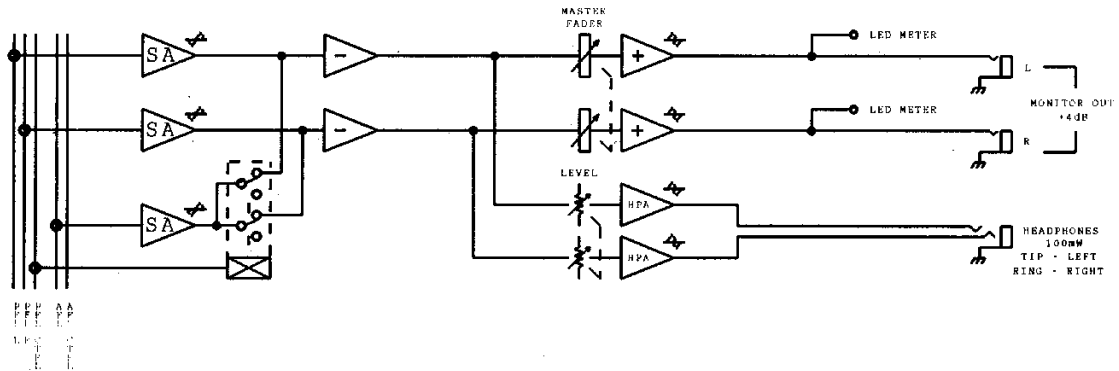 MASTER
FADER
LED METER
SA
-
+
L
MONITOR OUT
+4dB
LED METER
SA
-
+
R
LEVEL
HPA
SA
HPA
HEADPHONES
100mW
TIP - LEFT
RING - RIGHT